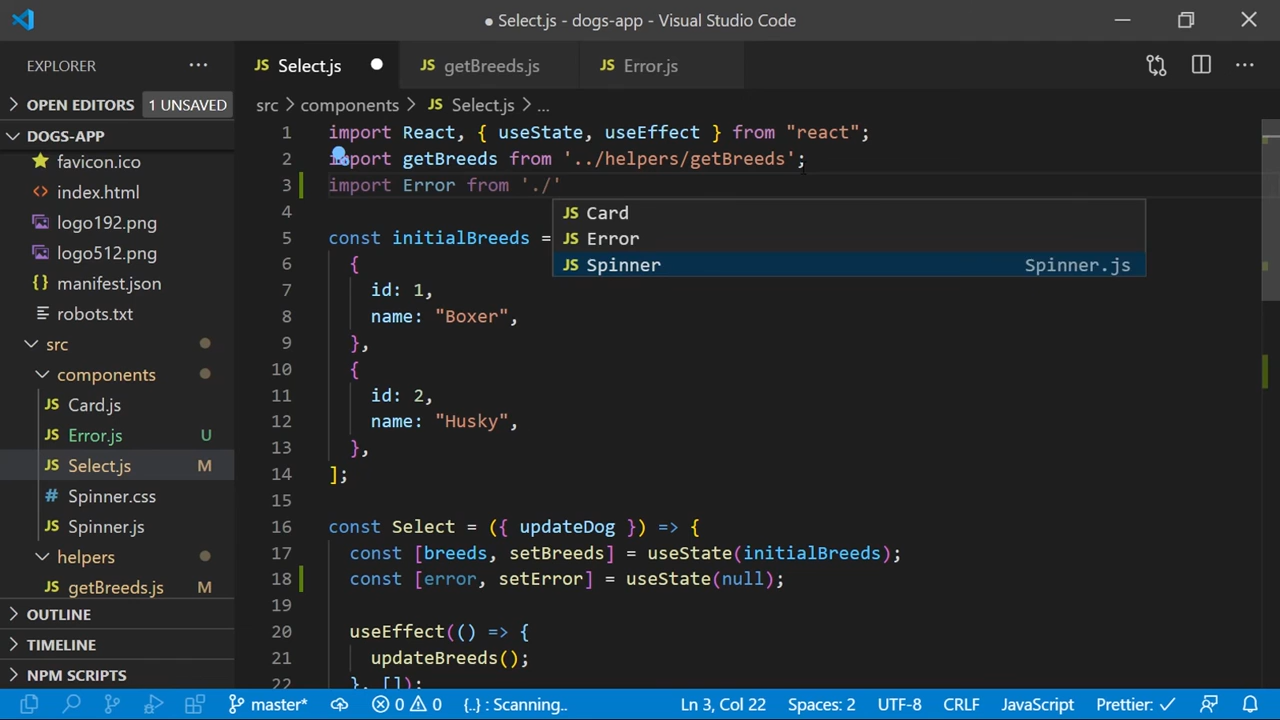 ● Select.js - dogs-app - Visual Studio Code
EXPLORER ···
JS Select.js ● JS getBreeds.js JS Error.js ···
OPEN EDITORS 1 UNSAVED
DOGS-APP
favicon.ico
index.html
logo192.png
logo512.png
{} manifest.json
robots.txt
src
components
JS Card.js
JS Error.js U
JS Select.js M
# Spinner.css
JS Spinner.js
helpers
JS getBreeds.js M
OUTLINE
TIMELINE
NPM SCRIPTS
src > components > JS Select.js > ...
1 import React, { useState, useEffect } from "react";
2 import getBreeds from '../helpers/getBreeds';
3 import Error from './'
4
5 const initialBreeds =
6 {
7 id: 1,
8 name: "Boxer",
9 },
10 {
11 id: 2,
12 name: "Husky",
13 },
14 ];
15
16 const Select = ({ updateDog }) => {
17 const [breeds, setBreeds] = useState(initialBreeds);
18 const [error, setError] = useState(null);
19
20 useEffect(() => {
21 updateBreeds();
22 }, []);
JS Card
JS Error
JS Spinner Spinner.js
master* 0 0 {..} : Scanning.. Ln 3, Col 22 Spaces: 2 UTF-8 CRLF JavaScript Prettier: ✓